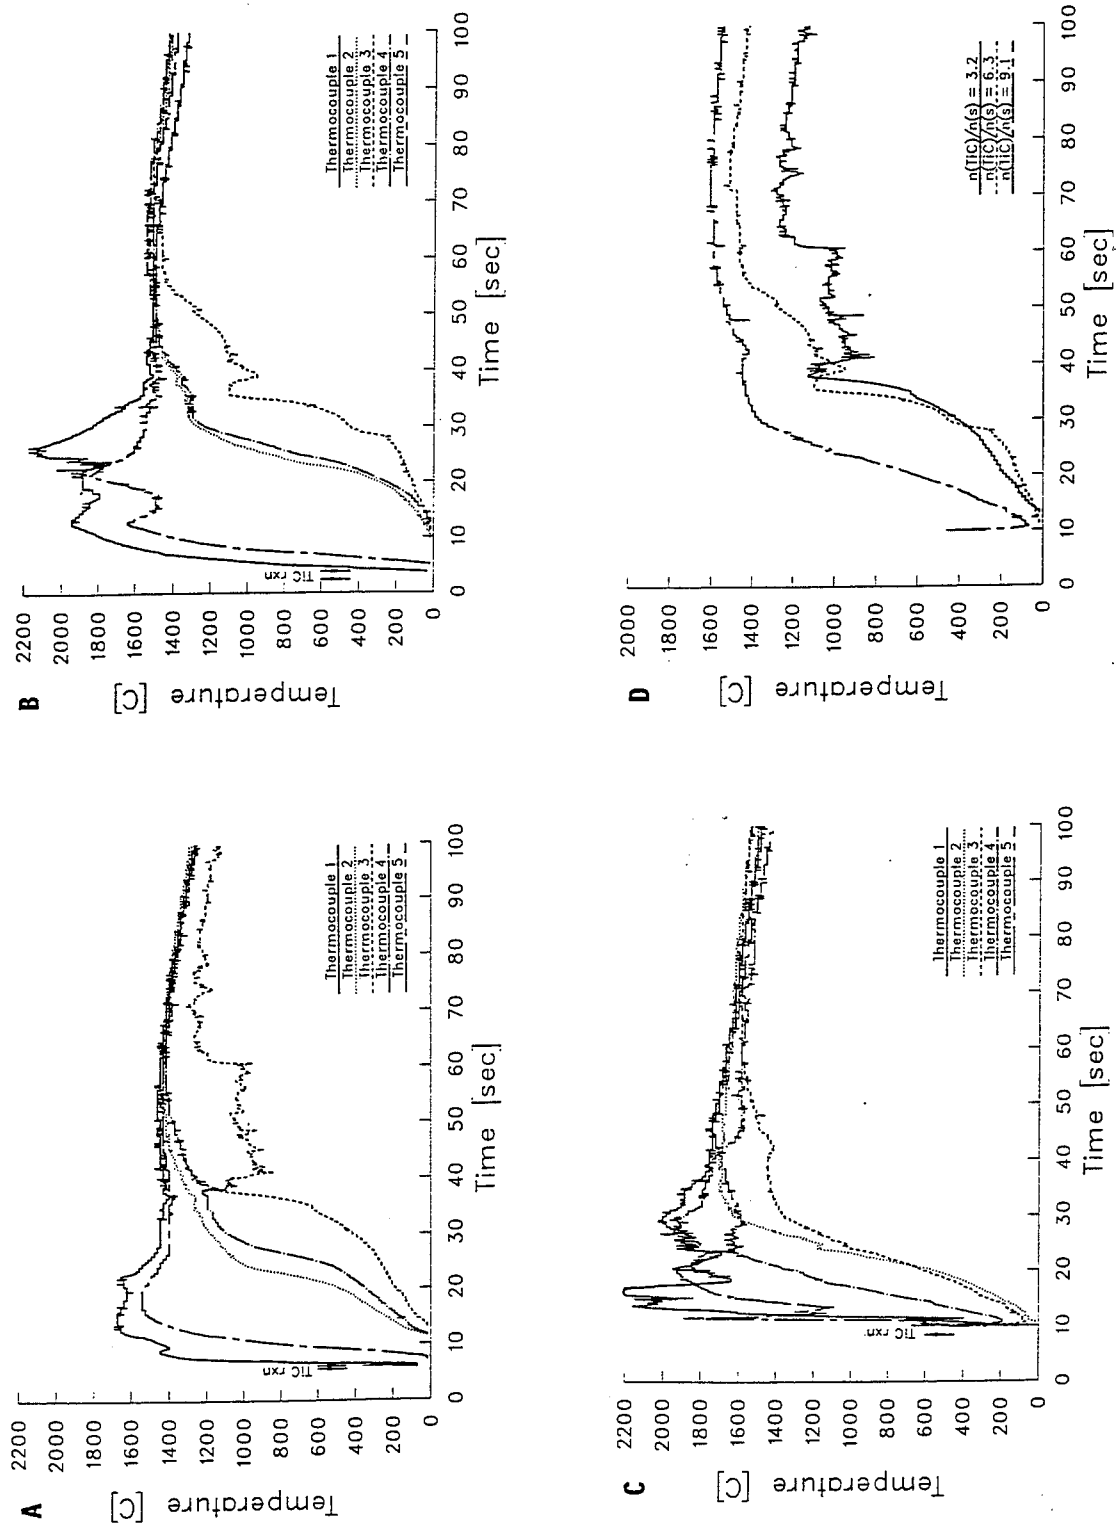 A
Temperature [C]
2200
2000
1800
1600
1400
1200
1000
800
600
400
200
0
TiC rxn
Thermocouple 1
Thermocouple 2
Thermocouple 3
Thermocouple 4
Thermocouple 5
0 10 20 30 40 50 60 70 80 90 100
Time [sec]
B
Temperature [C]
2200
2000
1800
1600
1400
1200
1000
800
600
400
200
0
TiC rxn
Thermocouple 1
Thermocouple 2
Thermocouple 3
Thermocouple 4
Thermocouple 5
0 10 20 30 40 50 60 70 80 90 100
Time [sec]
C
Temperature [C]
2200
2000
1800
1600
1400
1200
1000
800
600
400
200
0
TiC rxn.
Thermocouple 1
Thermocouple 2
Thermocouple 3
Thermocouple 4
Thermocouple 5
0 10 20 30 40 50 60 70 80 90 100
Time [sec]
D
Temperature [C]
2000
1800
1600
1400
1200
1000
800
600
400
200
0
n(TiC)/n(s) = 3.2
n(TiC)/n(s) = 6.3
n(TiC)/n(s) = 9.1
0 10 20 30 40 50 60 70 80 90 100
Time [sec]